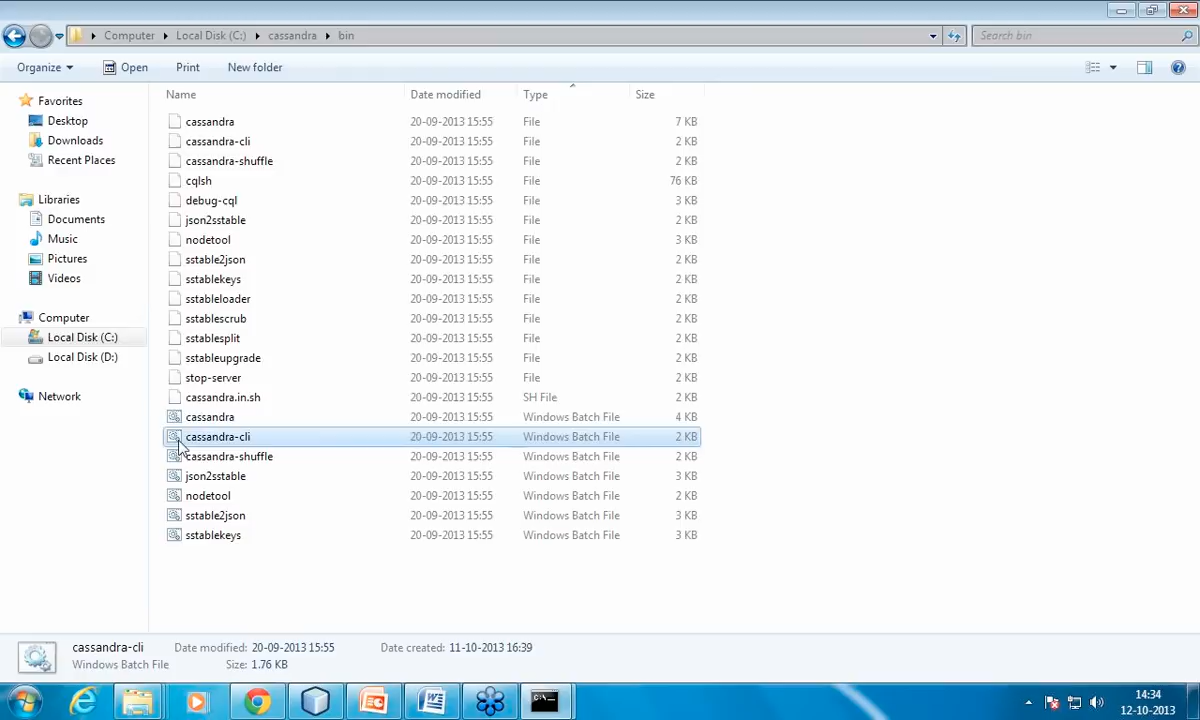 Computer Local Disk (C:) cassandra bin Search bin
Organize Open Print New folder
Favorites
Desktop
Downloads
Recent Places
Libraries
Documents
Music
Pictures
Videos
Computer
Local Disk (C:)
Local Disk (D:)
Network
Name Date modified Type Size
cassandra 20-09-2013 15:55 File 7 KB
cassandra-cli 20-09-2013 15:55 File 2 KB
cassandra-shuffle 20-09-2013 15:55 File 2 KB
cqlsh 20-09-2013 15:55 File 76 KB
debug-cql 20-09-2013 15:55 File 3 KB
json2sstable 20-09-2013 15:55 File 2 KB
nodetool 20-09-2013 15:55 File 3 KB
sstable2json 20-09-2013 15:55 File 2 KB
sstablekeys 20-09-2013 15:55 File 2 KB
sstableloader 20-09-2013 15:55 File 2 KB
sstablescrub 20-09-2013 15:55 File 2 KB
sstablesplit 20-09-2013 15:55 File 2 KB
sstableupgrade 20-09-2013 15:55 File 2 KB
stop-server 20-09-2013 15:55 File 2 KB
cassandra.in.sh 20-09-2013 15:55 SH File 2 KB
cassandra 20-09-2013 15:55 Windows Batch File 4 KB
cassandra-cli 20-09-2013 15:55 Windows Batch File 2 KB
cassandra-shuffle 20-09-2013 15:55 Windows Batch File 2 KB
json2sstable 20-09-2013 15:55 Windows Batch File 3 KB
nodetool 20-09-2013 15:55 Windows Batch File 3 KB
sstable2json 20-09-2013 15:55 Windows Batch File 3 KB
sstablekeys 20-09-2013 15:55 Windows Batch File 3 KB
cassandra-cli Date modified: 20-09-2013 15:55 Date created: 11-10-2013 16:39
Windows Batch File Size: 1.76 KB
14:34
12-10-2013